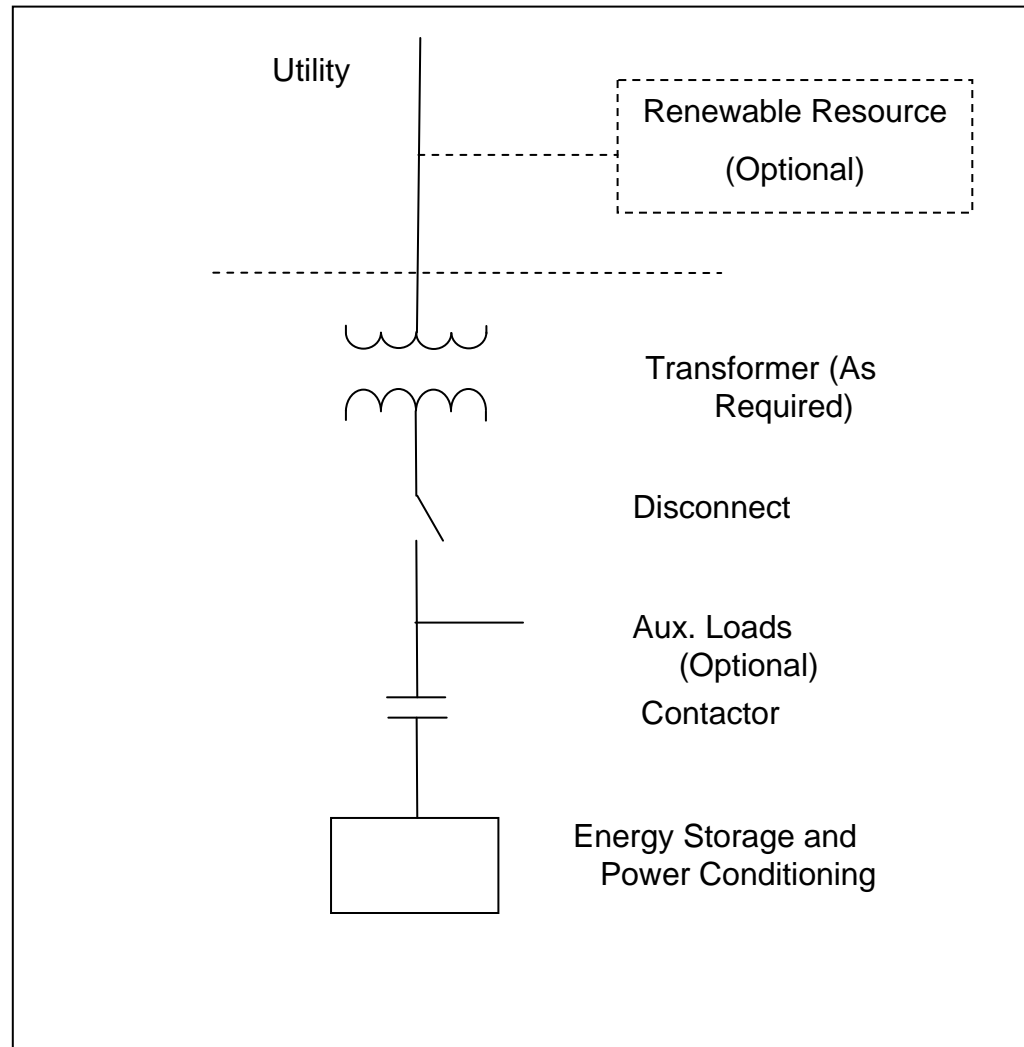 Utility
Renewable Resource
(Optional)
Transformer (As
Required)
Disconnect
Aux. Loads
(Optional)
Contactor
Energy Storage and
Power Conditioning